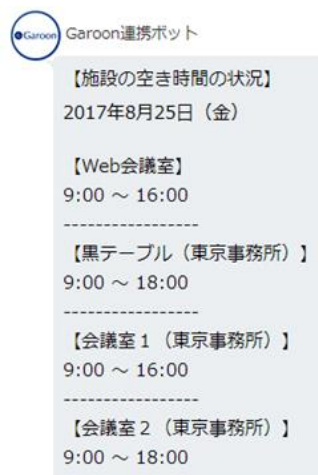 Garoon
Garoon連携ボット
【施設の空き時間の状況】
2017年8月25日（金）
【Web会議室】
9:00 ～ 16:00
-----------------
【黒テーブル（東京事務所）】
9:00 ～ 18:00
-----------------
【会議室１（東京事務所）】
9:00 ～ 16:00
-----------------
【会議室２（東京事務所）】
9:00 ～ 18:00